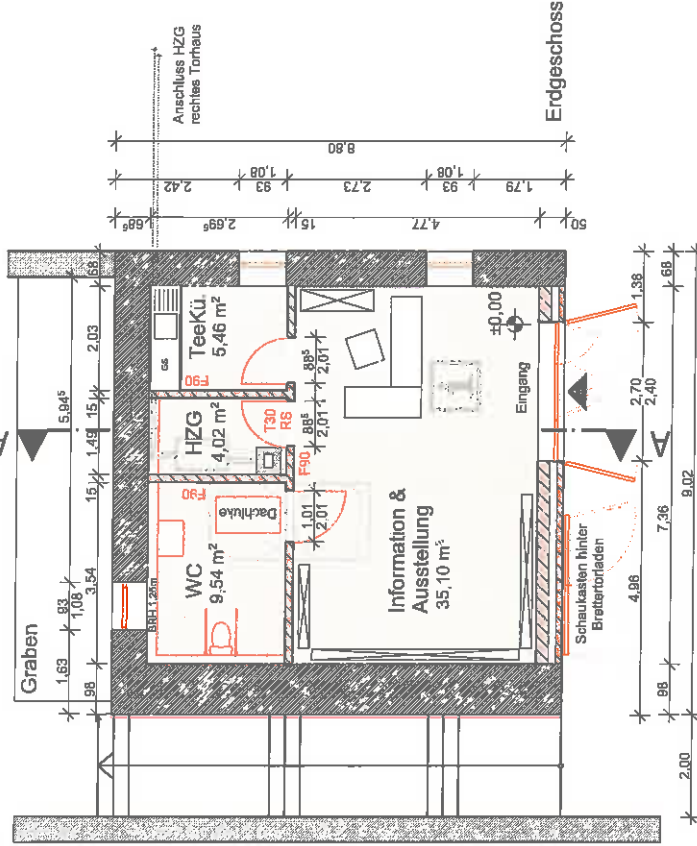 Anschluss HZG
rechtes Torhaus
Erdgeschoss
Graben
A
5,94⁵
98
3,54
15
1,49
15
2,03
68
1,63
93
1,08
BRH 1,26m
8,80
2,42
93
1,08
2,73
93
1,08
1,79
68⁵
2,69⁵
15
4,77
50
WC
9,54 m²
F90
Dachluke
HZG
4,02 m²
T30
RS
F90
GS
TeeKü.
5,46 m²
F90
1,01
2,01
88⁵
2,01
88⁵
2,01
Information &
Ausstellung
35,10 m²
±0,00
Eingang
Schaukasten hinter
Brettertorladen
A
4,96
2,70
2,40
1,38
98
7,36
68
2,00
9,02